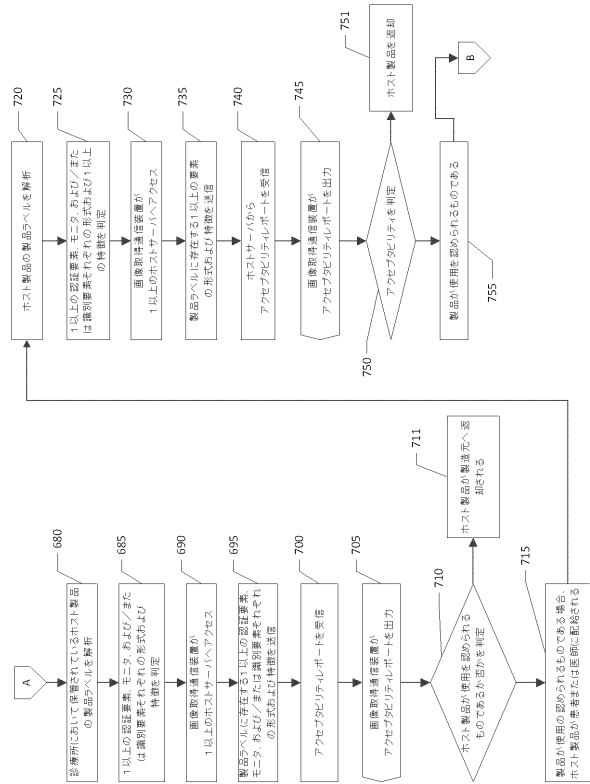 A
680
診療所において保管されているホスト製品
の製品ラベルを解析
685
1以上の認証要素、モニタ、および/また
は識別要素それぞれの形式および
特徴を判定
690
画像取得通信装置が
1以上のホストサーバへアクセス
695
製品ラベルに存在する1以上の認証要素、
モニタ、および/または識別要素それぞれ
の形式および特徴を送信
700
アクセプタビリティレポートを受信
705
画像取得通信装置が
アクセプタビリティレポートを出力
710
ホスト製品が使用を認められる
ものであるか否かを判定
711
ホスト製品が製造元へ返
却される
715
製品が使用の認められるものである場合、
ホスト製品が患者または医師に配給される
720
ホスト製品の製品ラベルを解析
725
1以上の認証要素、モニタ、および/また
は識別要素それぞれの形式および1以上
の特徴を判定
730
画像取得通信装置が
1以上のホストサーバへアクセス
735
製品ラベルに存在する1以上の要素
の形式および特徴を送信
740
ホストサーバから
アクセプタビリティレポートを受信
745
画像取得通信装置が
アクセプタビリティレポートを出力
750
アクセプタビリティを判定
751
ホスト製品を返却
755
製品が使用を認められるものである
B